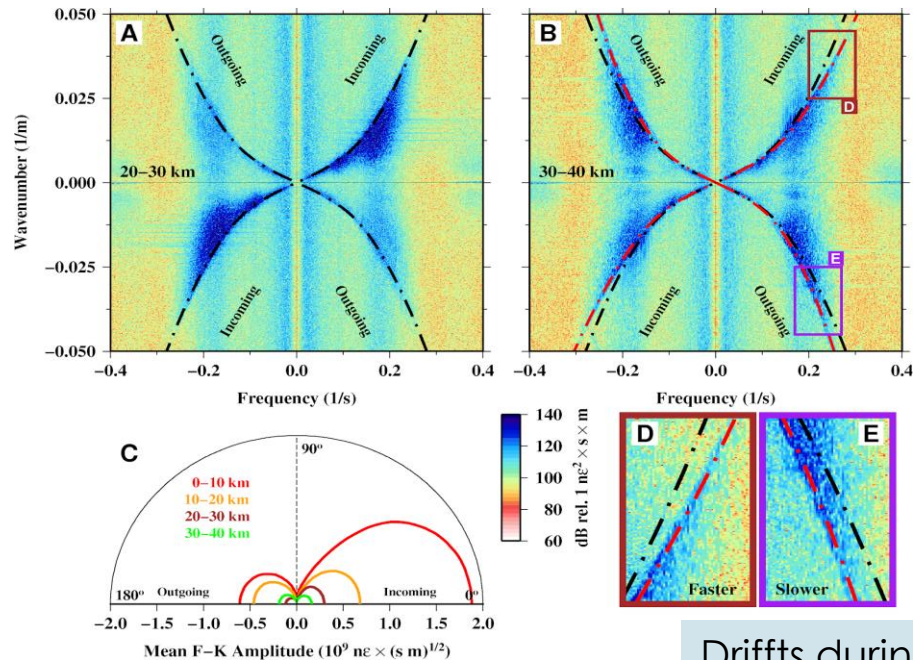 A
B
Outgoing
Incoming
Outgoing
Incoming
D
20–30 km
30–40 km
E
Incoming
Outgoing
Incoming
Outgoing
0.050
0.025
0.000
−0.025
−0.050
Wavenumber (1/m)
−0.4 −0.2 0.0 0.2 0.4
−0.4 −0.2 0.0 0.2 0.4
Frequency (1/s)
Frequency (1/s)
C
90°
0–10 km
10–20 km
20–30 km
30–40 km
180°
Outgoing
Incoming
0°
−2.0 −1.5 −1.0 −0.5 0.0 0.5 1.0 1.5 2.0
Mean F−K Amplitude (10⁹ nε × (s m)¹ᐟ²)
140
120
100
80
60
dB rel. 1 nε² × s × m
D
Faster
E
Slower
Driffts durin